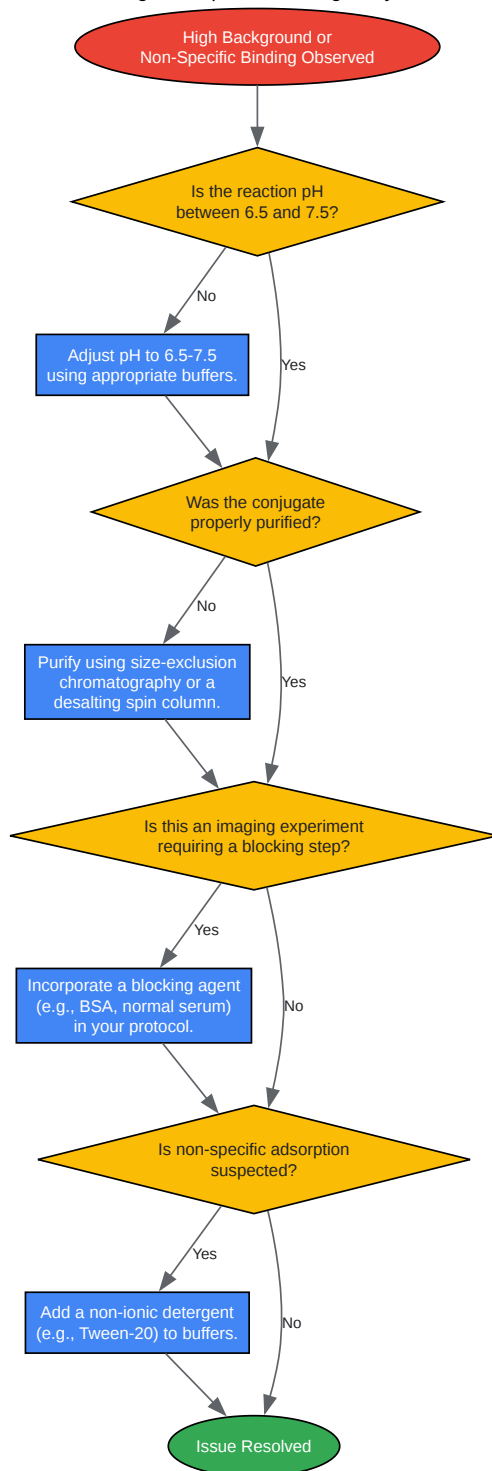 High Background or
Non-Specific Binding Observed
Is the reaction pH
between 6.5 and 7.5?
No
Yes
Adjust pH to 6.5-7.5
using appropriate buffers.
Was the conjugate
properly purified?
No
Yes
Purify using size-exclusion
chromatography or a
desalting spin column.
Is this an imaging experiment
requiring a blocking step?
Yes
No
Incorporate a blocking agent
(e.g., BSA, normal serum)
in your protocol.
Is non-specific adsorption
suspected?
Yes
No
Add a non-ionic detergent
(e.g., Tween-20) to buffers.
Issue Resolved